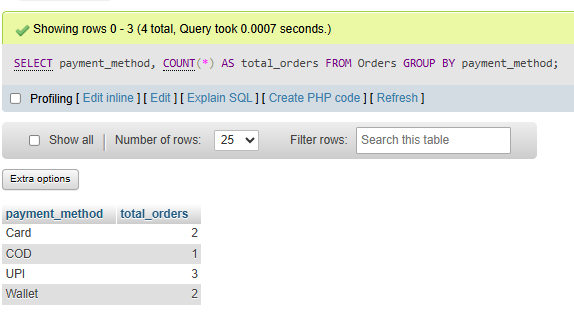 Showing rows 0 - 3 (4 total, Query took 0.0007 seconds.)
SELECT payment_method, COUNT(*) AS total_orders FROM Orders GROUP BY payment_method;
Profiling [ Edit inline ] [ Edit ] [ Explain SQL ] [ Create PHP code ] [ Refresh ]
Show all Number of rows: 25 Filter rows: Search this table
Extra options
payment_method total_orders
Card 2
COD 1
UPI 3
Wallet 2